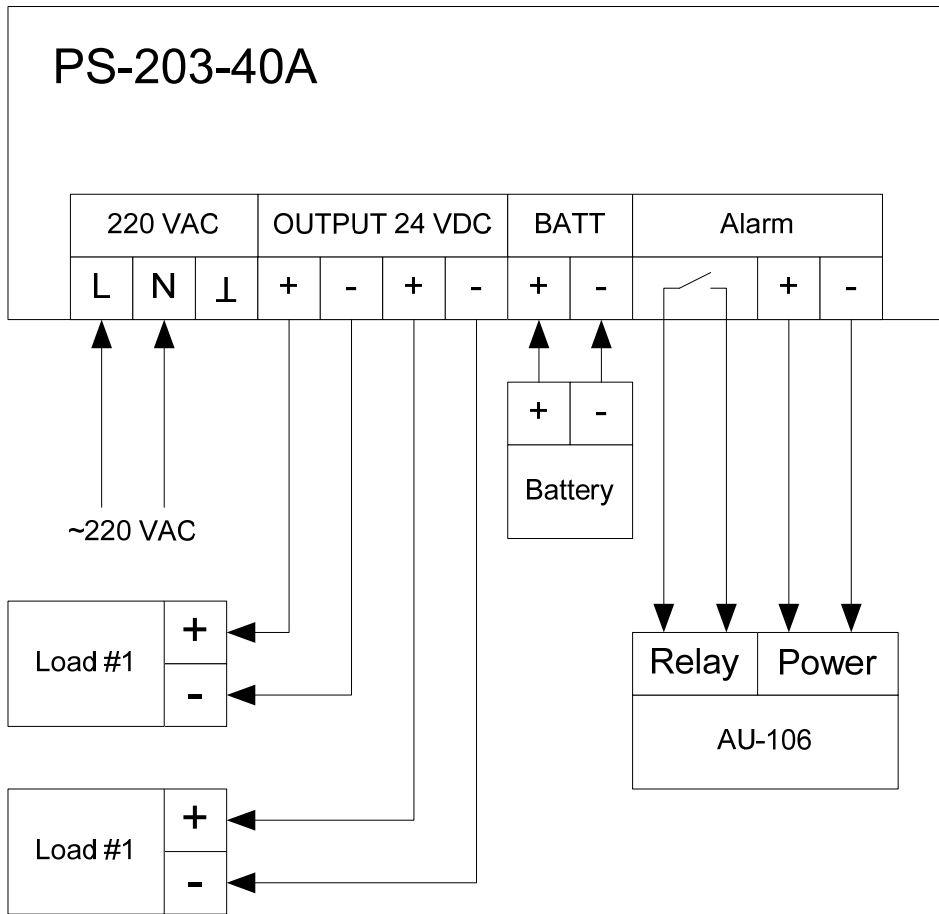 PS-203-40A
220 VAC OUTPUT 24 VDC BATT Alarm
L N ⊥ + - + - + - + -
+ -
Battery
~220 VAC
Load #1 + -
Relay Power
AU-106
Load #1 + -